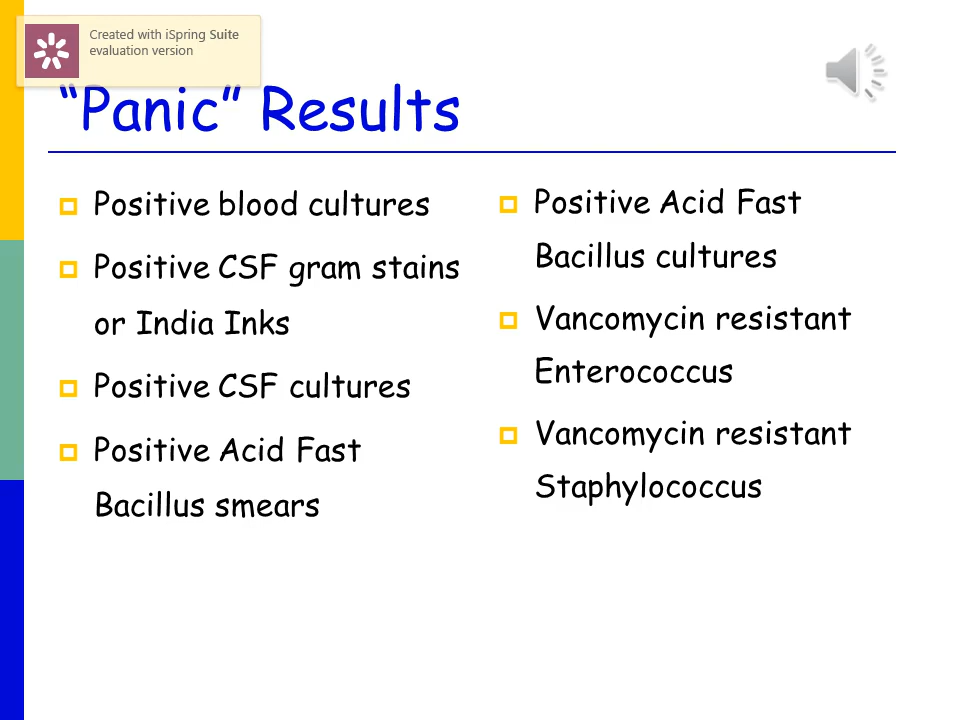 Created with iSpring Suite
evaluation version
“Panic” Results
Positive blood cultures
Positive CSF gram stains
or India Inks
Positive CSF cultures
Positive Acid Fast
Bacillus smears
Positive Acid Fast
Bacillus cultures
Vancomycin resistant
Enterococcus
Vancomycin resistant
Staphylococcus